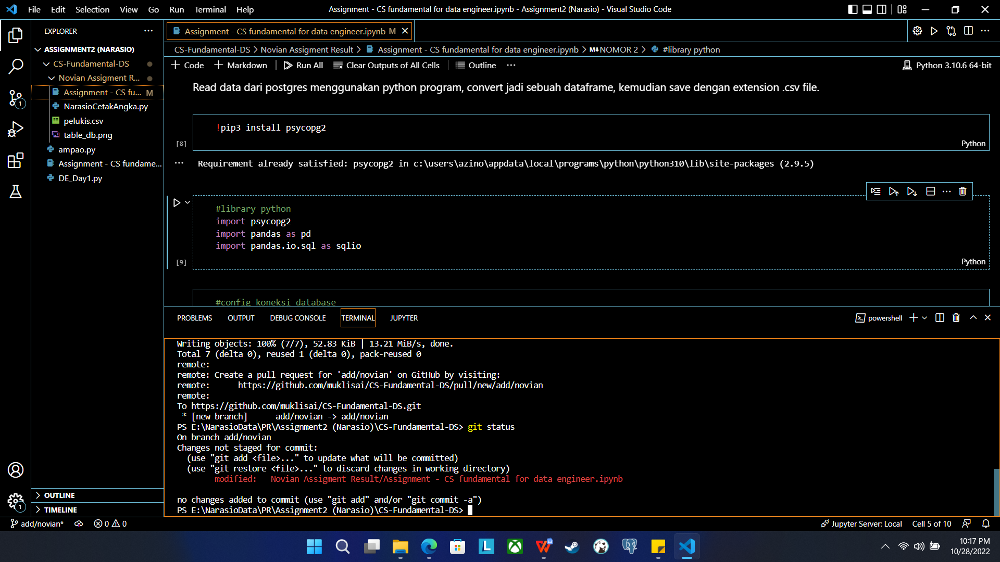 File Edit Selection View Go Run Terminal Help
Assignment - CS fundamental for data engineer.ipynb - Assignment2 (Narasio) - Visual Studio Code
EXPLORER
ASSIGNMENT2 (NARASIO)
CS-Fundamental-DS
Novian Assigment R...
Assignment - CS fu... M
NarasioCetakAngka.py
pelukis.csv
table_db.png
ampao.py
Assignment - CS fundame...
DE_Day1.py
OUTLINE
TIMELINE
1
1
Assignment - CS fundamental for data engineer.ipynb M
CS-Fundamental-DS > Novian Assigment Result > Assignment - CS fundamental for data engineer.ipynb > M↓NOMOR 2 > #library python
+ Code + Markdown Run All Clear Outputs of All Cells Outline ...
Python 3.10.6 64-bit
Read data dari postgres menggunakan python program, convert jadi sebuah dataframe, kemudian save dengan extension .csv file.
!pip3 install psycopg2
[8]
Python
Requirement already satisfied: psycopg2 in c:\users\azino\appdata\local\programs\python\python310\lib\site-packages (2.9.5)
#library python
import psycopg2
import pandas as pd
import pandas.io.sql as sqlio
[9]
Python
#config koneksi database
PROBLEMS OUTPUT DEBUG CONSOLE TERMINAL JUPYTER
powershell
Writing objects: 100% (7/7), 52.83 KiB | 13.21 MiB/s, done.
Total 7 (delta 0), reused 1 (delta 0), pack-reused 0
remote:
remote: Create a pull request for 'add/novian' on GitHub by visiting:
remote:      https://github.com/muklisai/CS-Fundamental-DS/pull/new/add/novian
remote:
To https://github.com/muklisai/CS-Fundamental-DS.git
 * [new branch]      add/novian -> add/novian
PS E:\NarasioData\PR\Assignment2 (Narasio)\CS-Fundamental-DS> git status
On branch add/novian
Changes not staged for commit:
  (use "git add <file>..." to update what will be committed)
  (use "git restore <file>..." to discard changes in working directory)
        modified:   Novian Assigment Result/Assignment - CS fundamental for data engineer.ipynb
no changes added to commit (use "git add" and/or "git commit -a")
PS E:\NarasioData\PR\Assignment2 (Narasio)\CS-Fundamental-DS>
add/novian* 0 0
Jupyter Server: Local Cell 5 of 10
10:17 PM
10/28/2022